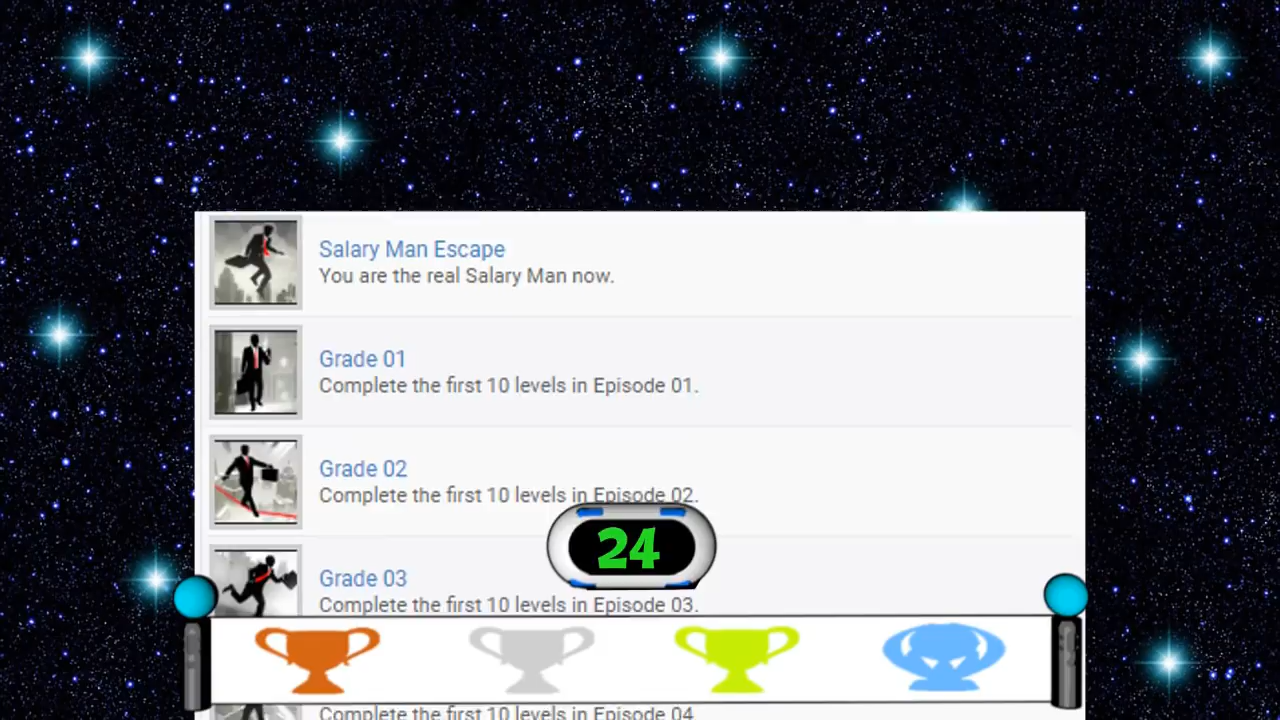 Salary Man Escape
You are the real Salary Man now.
Grade 01
Complete the first 10 levels in Episode 01.
Grade 02
Complete the first 10 levels in Episode 02.
24
Grade 03
Complete the first 10 levels in Episode 03.
Complete the first 10 levels in Episode 04